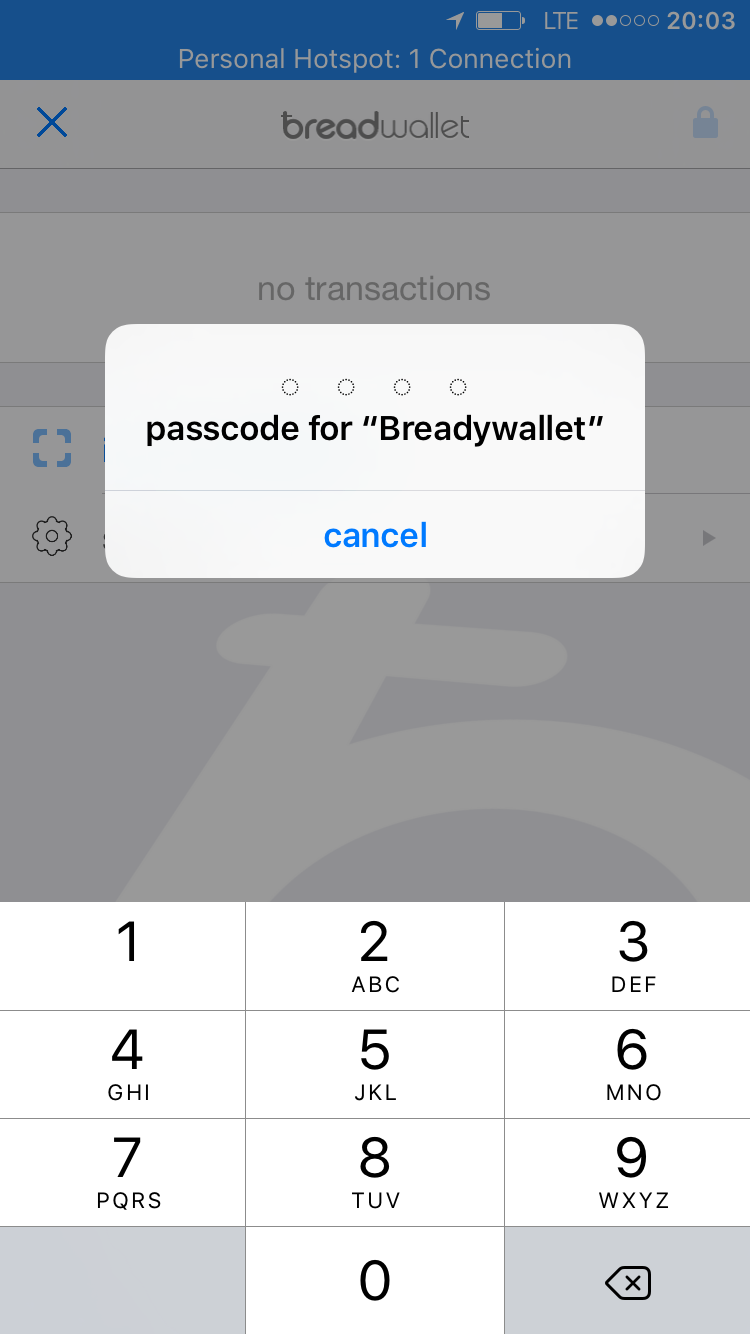 LTE 20:03
Personal Hotspot: 1 Connection
breadwallet
no transactions
passcode for “Breadywallet”
cancel
1 2 3
ABC DEF
4 5 6
GHI JKL MNO
7 8 9
PQRS TUV WXYZ
0